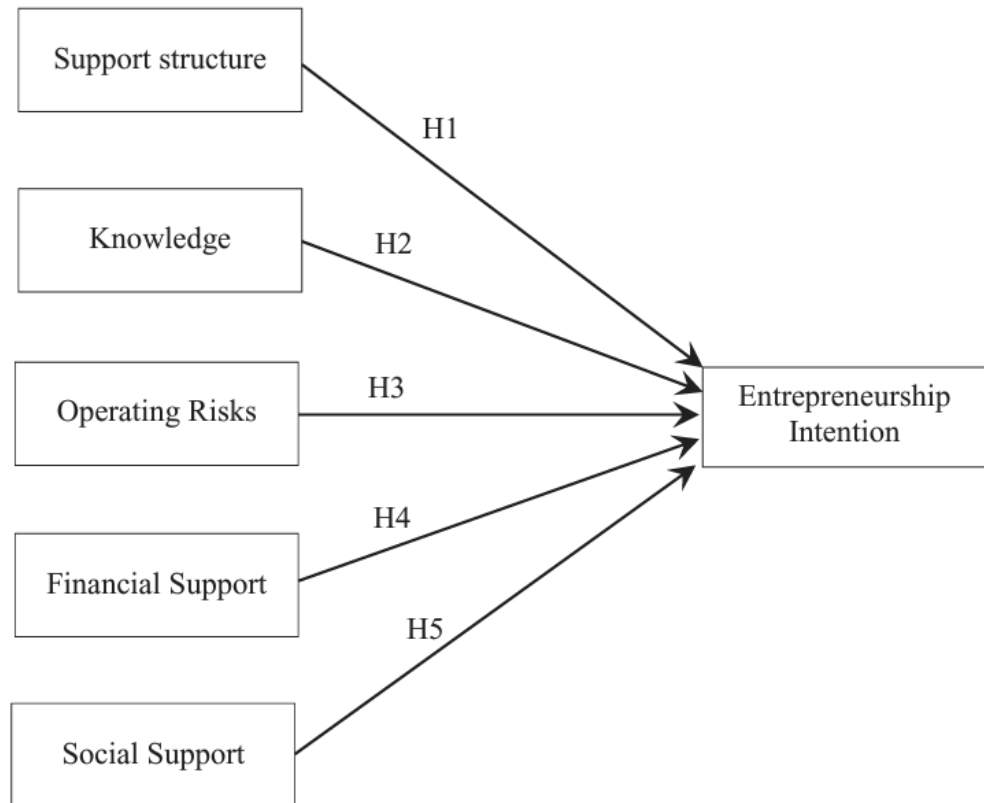 Support structure
H1
Knowledge
H2
Operating Risks
H3
Entrepreneurship
Intention
Financial Support
H4
Social Support
H5